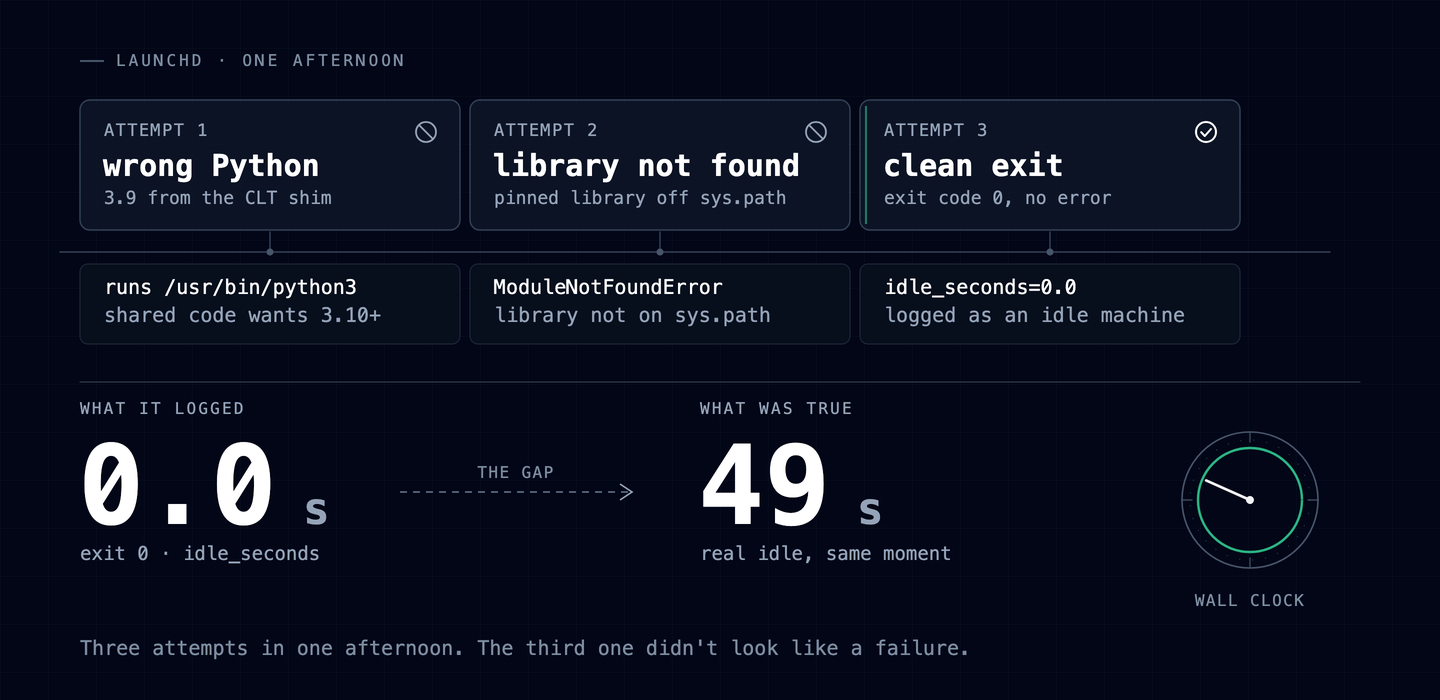 LAUNCHD · ONE AFTERNOON
ATTEMPT 1
wrong Python
3.9 from the CLT shim
ATTEMPT 2
library not found
pinned library off sys.path
ATTEMPT 3
clean exit
exit code 0, no error
runs /usr/bin/python3
shared code wants 3.10+
ModuleNotFoundError
library not on sys.path
idle_seconds=0.0
logged as an idle machine
WHAT IT LOGGED
0.0 s
exit 0 · idle_seconds
THE GAP
WHAT WAS TRUE
49 s
real idle, same moment
WALL CLOCK
Three attempts in one afternoon. The third one didn't look like a failure.